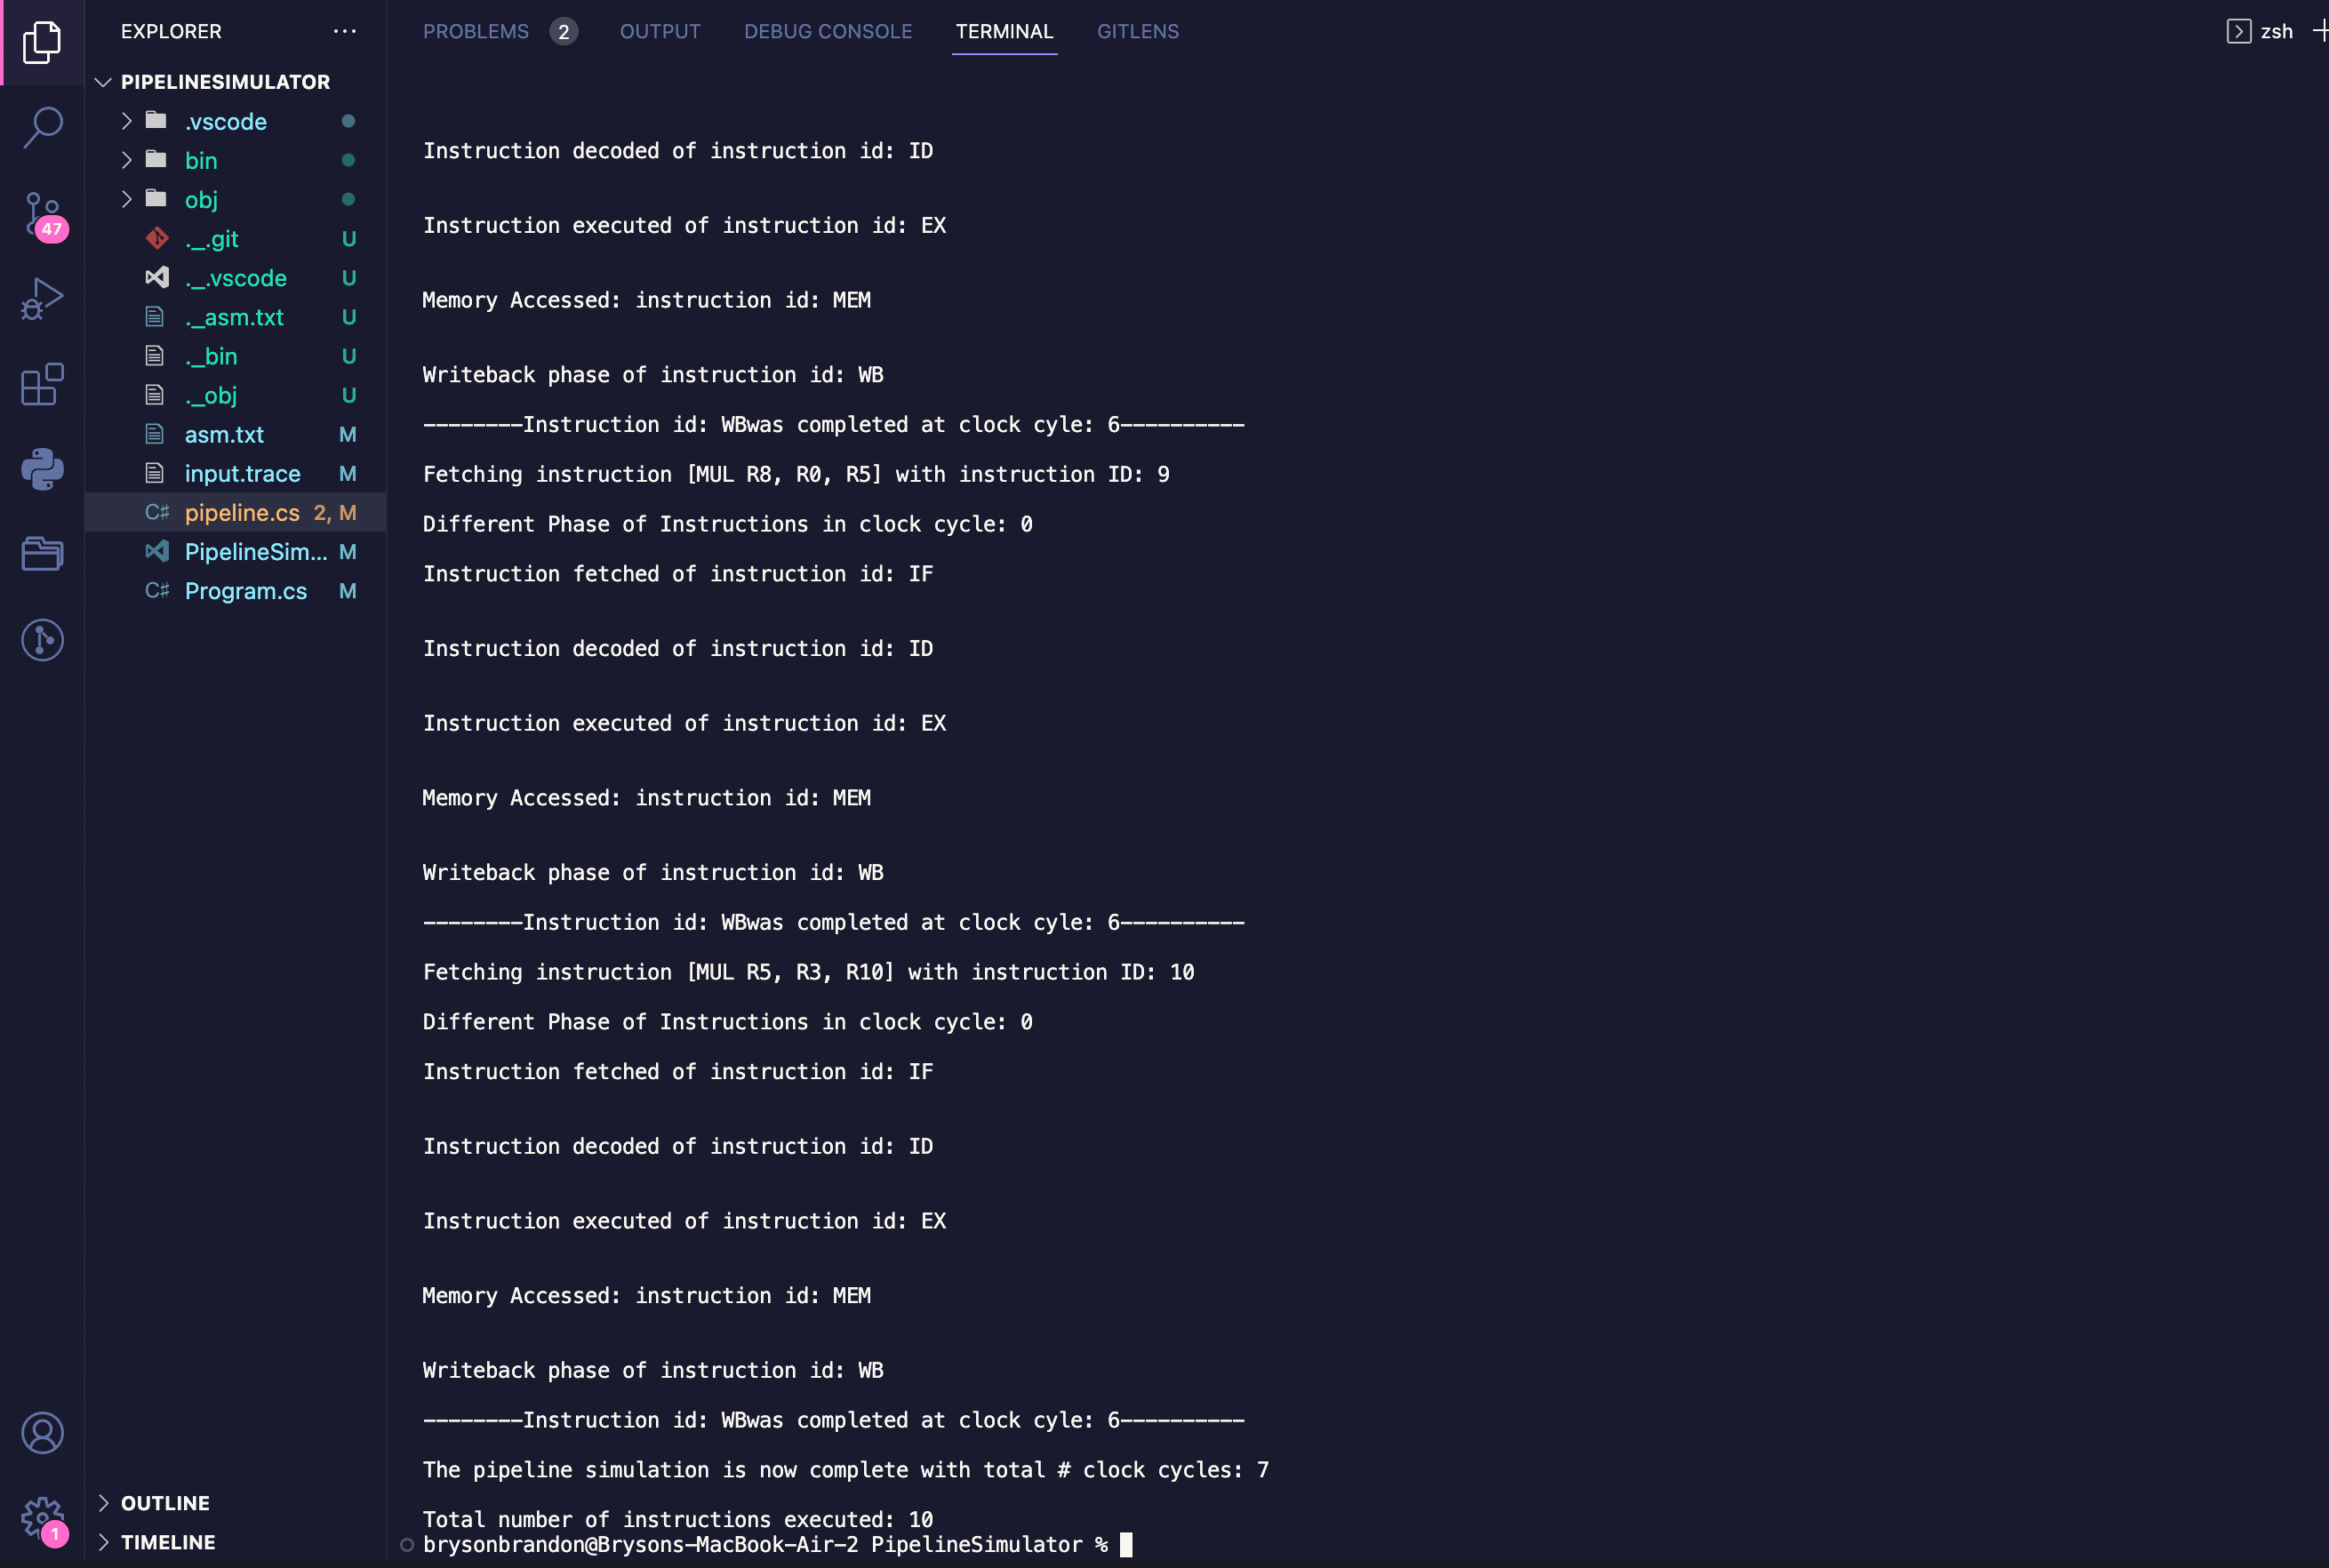 EXPLORER
PIPELINESIMULATOR
.vscode
bin
obj
._.git U
._.vscode U
._asm.txt U
._bin U
._obj U
asm.txt M
input.trace M
C# pipeline.cs 2, M
PipelineSim... M
C# Program.cs M
47
OUTLINE
TIMELINE
1
PROBLEMS 2 OUTPUT DEBUG CONSOLE TERMINAL GITLENS
zsh
Instruction decoded of instruction id: ID
Instruction executed of instruction id: EX
Memory Accessed: instruction id: MEM
Writeback phase of instruction id: WB
--------Instruction id: WBwas completed at clock cyle: 6----------
Fetching instruction [MUL R8, R0, R5] with instruction ID: 9
Different Phase of Instructions in clock cycle: 0
Instruction fetched of instruction id: IF
Instruction decoded of instruction id: ID
Instruction executed of instruction id: EX
Memory Accessed: instruction id: MEM
Writeback phase of instruction id: WB
--------Instruction id: WBwas completed at clock cyle: 6----------
Fetching instruction [MUL R5, R3, R10] with instruction ID: 10
Different Phase of Instructions in clock cycle: 0
Instruction fetched of instruction id: IF
Instruction decoded of instruction id: ID
Instruction executed of instruction id: EX
Memory Accessed: instruction id: MEM
Writeback phase of instruction id: WB
--------Instruction id: WBwas completed at clock cyle: 6----------
The pipeline simulation is now complete with total # clock cycles: 7
Total number of instructions executed: 10
brysonbrandon@Brysons-MacBook-Air-2 PipelineSimulator %